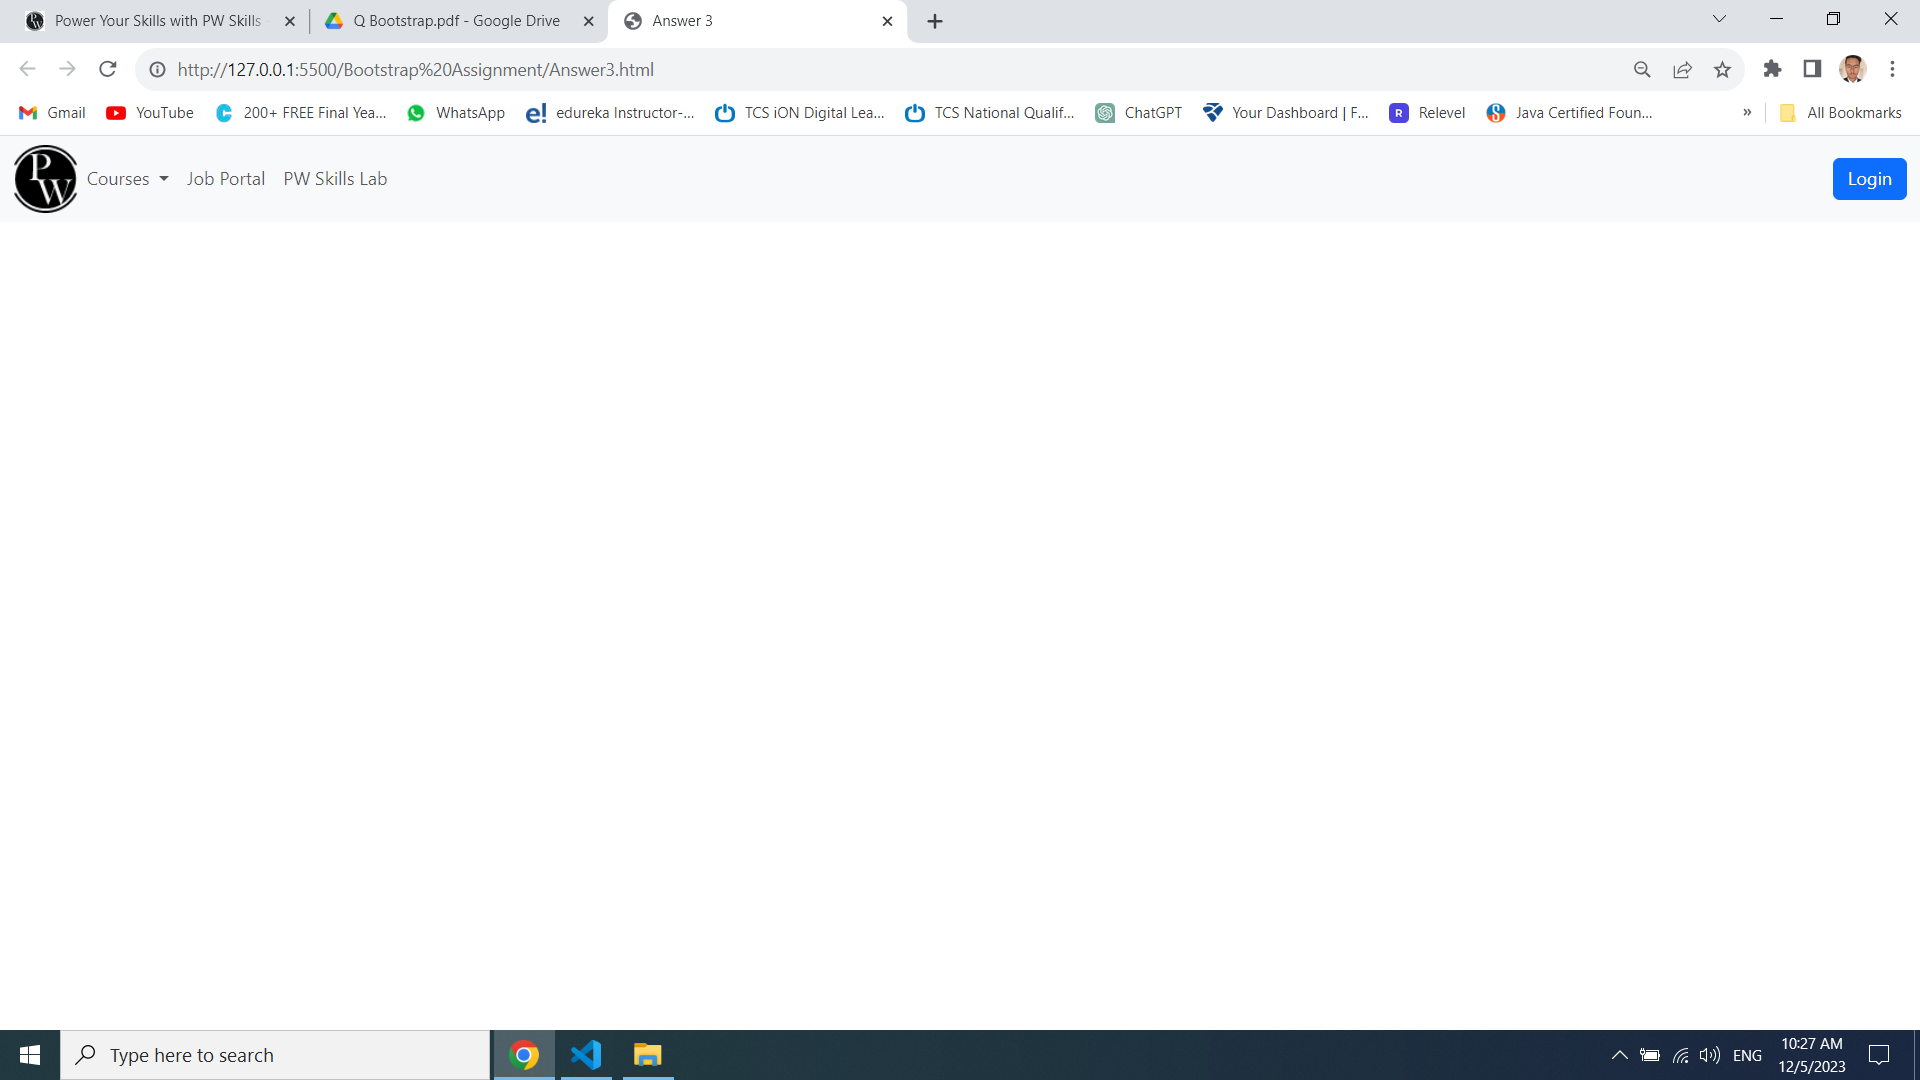 Power Your Skills with PW Skills
Q Bootstrap.pdf - Google Drive
Answer 3
http://127.0.0.1:5500/Bootstrap%20Assignment/Answer3.html
Gmail
YouTube
200+ FREE Final Yea...
WhatsApp
e! edureka Instructor-...
TCS iON Digital Lea...
TCS National Qualif...
ChatGPT
Your Dashboard | F...
R Relevel
Java Certified Foun...
»
All Bookmarks
PW
Courses
Job Portal
PW Skills Lab
Login
Type here to search
ENG
10:27 AM
12/5/2023